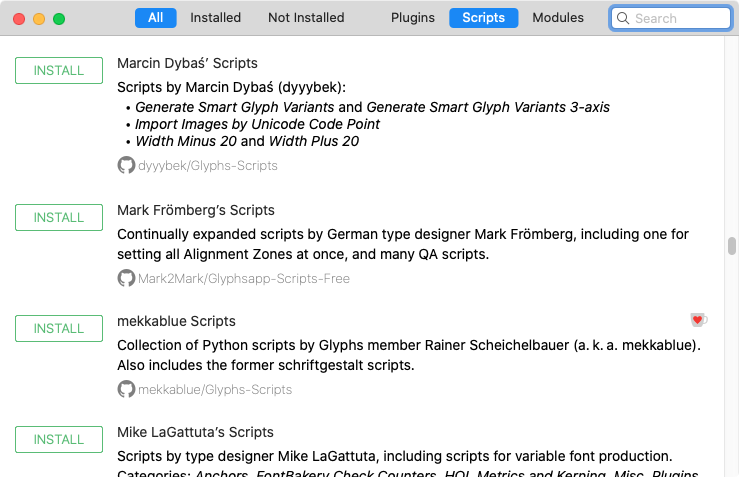 All Installed Not Installed Plugins Scripts Modules Search
INSTALL
Marcin Dybaś’ Scripts
Scripts by Marcin Dybaś (dyyybek):
• Generate Smart Glyph Variants and Generate Smart Glyph Variants 3-axis
• Import Images by Unicode Code Point
• Width Minus 20 and Width Plus 20
dyyybek/Glyphs-Scripts
INSTALL
Mark Frömberg’s Scripts
Continually expanded scripts by German type designer Mark Frömberg, including one for
setting all Alignment Zones at once, and many QA scripts.
Mark2Mark/Glyphsapp-Scripts-Free
INSTALL
mekkablue Scripts
Collection of Python scripts by Glyphs member Rainer Scheichelbauer (a. k. a. mekkablue).
Also includes the former schriftgestalt scripts.
mekkablue/Glyphs-Scripts
INSTALL
Mike LaGattuta’s Scripts
Scripts by type designer Mike LaGattuta, including scripts for variable font production.
Categories: Anchors, FontBakery Check Counters, HOI, Metrics and Kerning, Misc, Plugins